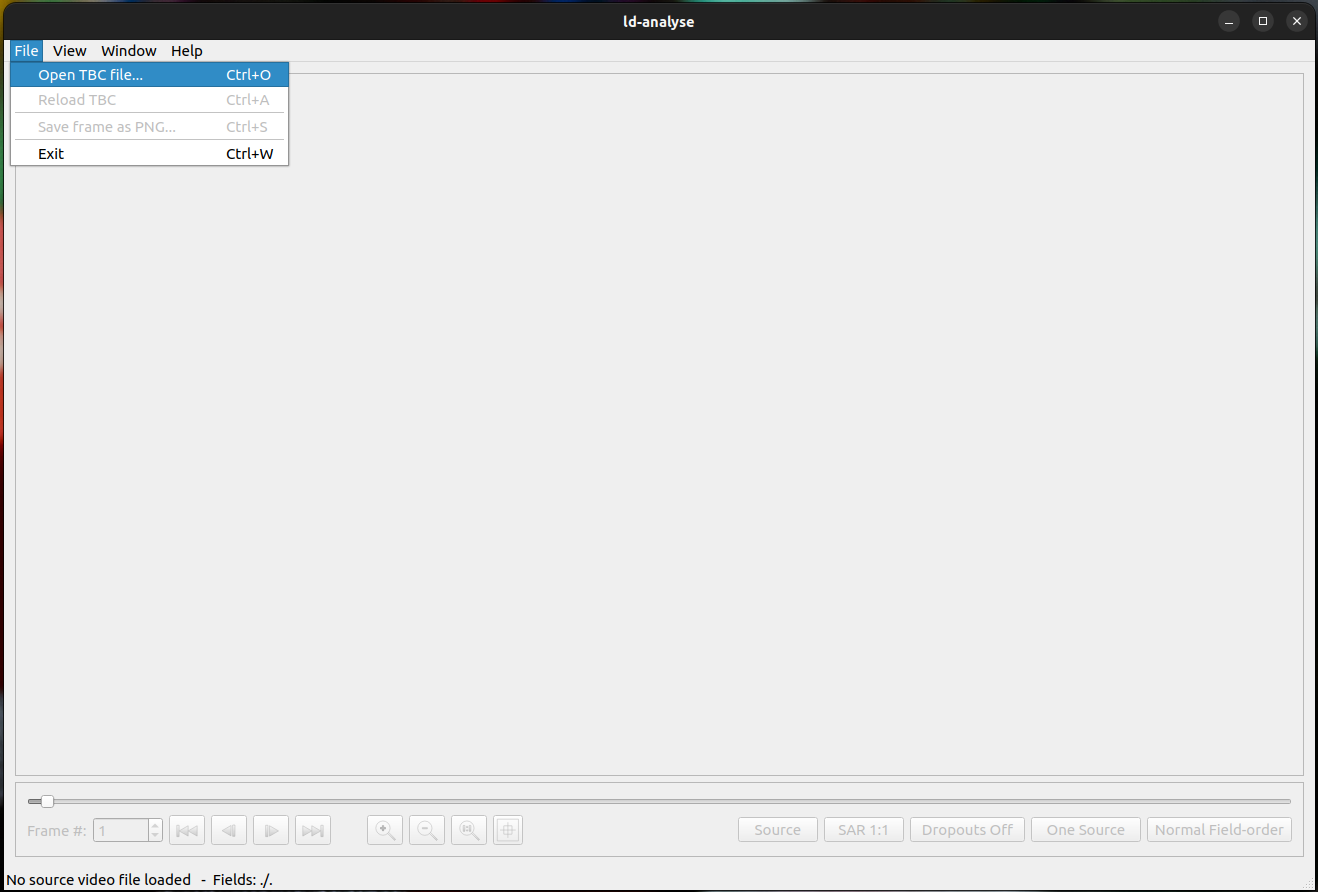 ld-analyse
File View Window Help
Open TBC file... Ctrl+O
Reload TBC Ctrl+A
Save frame as PNG... Ctrl+S
Exit Ctrl+W
Frame #: 1 Source SAR 1:1 Dropouts Off One Source Normal Field-order
No source video file loaded - Fields: ./.